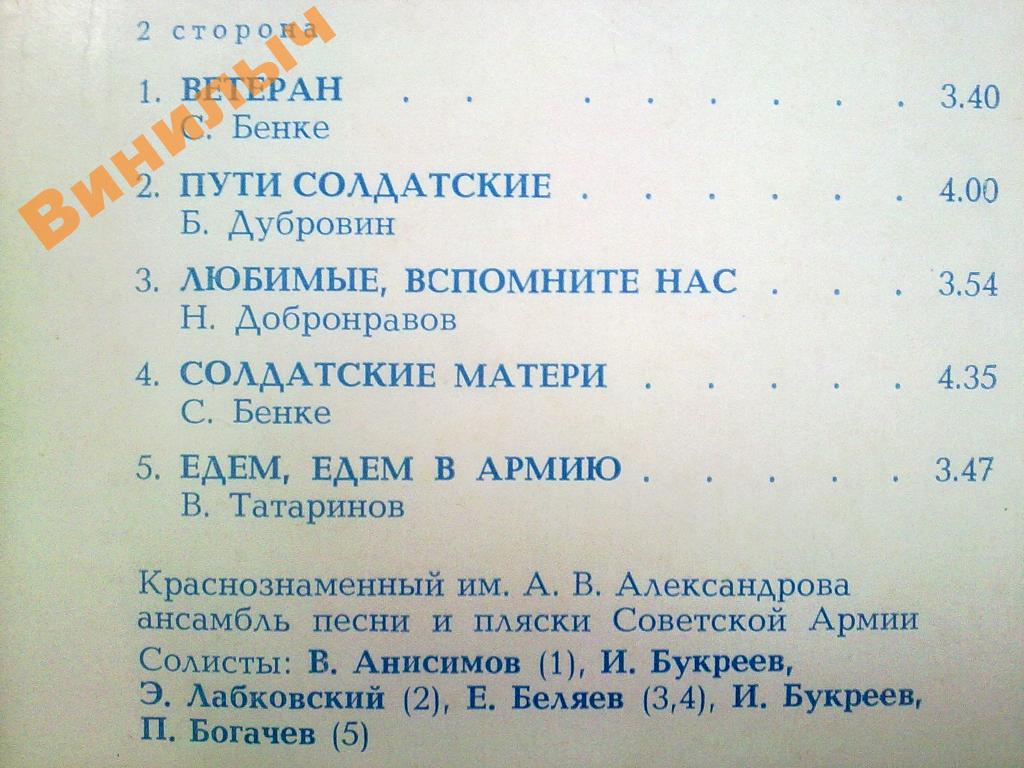 2 сторона
Винилыч
1. ВЕТЕРАН . . . . . . . . 3.40
С. Бенке
2. ПУТИ СОЛДАТСКИЕ . . . . . . 4.00
Б. Дубровин
3. ЛЮБИМЫЕ, ВСПОМНИТЕ НАС . . . 3.54
Н. Добронравов
4. СОЛДАТСКИЕ МАТЕРИ . . . . . 4.35
С. Бенке
5. ЕДЕМ, ЕДЕМ В АРМИЮ . . . . . 3.47
В. Татаринов
Краснознаменный им. А. В. Александрова
ансамбль песни и пляски Советской Армии
Солисты: В. Анисимов (1), И. Букреев,
Э. Лабковский (2), Е. Беляев (3,4), И. Букреев,
П. Богачев (5)